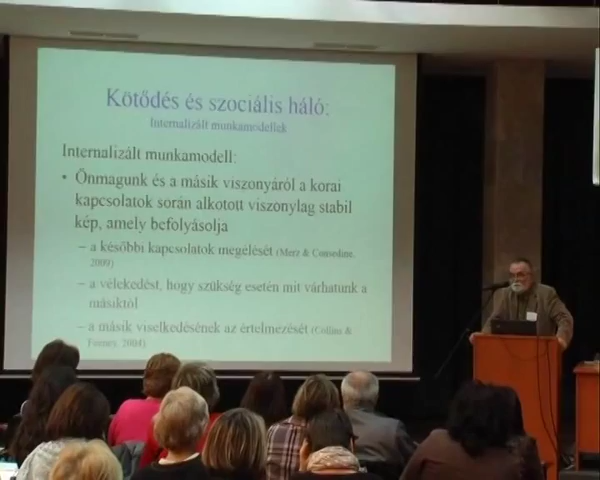 Kötődés és szociális háló:
Internalizált munkamodellek
Internalizált munkamodell:
• Önmagunk és a másik viszonyáról a korai
kapcsolatok során alkotott viszonylag stabil
kép, amely befolyásolja
– a későbbi kapcsolatok megélését (Merz & Consedine,
2009)
– a vélekedést, hogy szükség esetén mit várhatunk a
másiktól
– a másik viselkedésének az értelmezését (Collins &
Feeney, 2004)